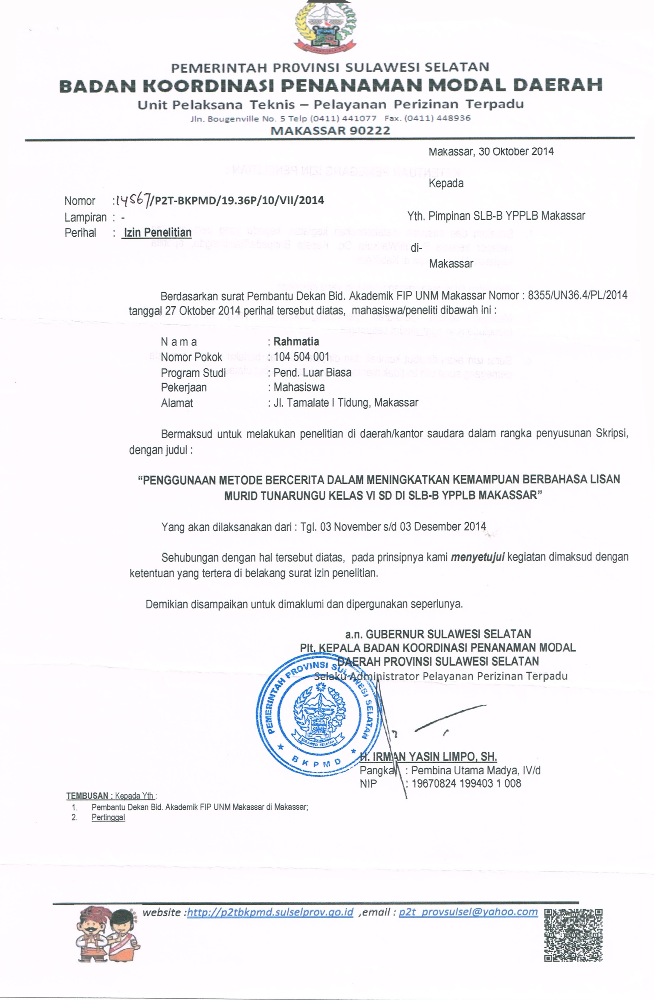 PEMERINTAH PROVINSI SULAWESI SELATAN
BADAN KOORDINASI PENANAMAN MODAL DAERAH
Unit Pelaksana Teknis – Pelayanan Perizinan Terpadu
Jln. Bougenville No. 5 Telp (0411) 441077 Fax. (0411) 448936
MAKASSAR 90222
Makassar, 30 Oktober 2014
Kepada
Nomor :14567/P2T-BKPMD/19.36P/10/VII/2014
Lampiran : -
Yth. Pimpinan SLB-B YPPLB Makassar
Perihal : Izin Penelitian
di-
Makassar
Berdasarkan surat Pembantu Dekan Bid. Akademik FIP UNM Makassar Nomor : 8355/UN36.4/PL/2014
tanggal 27 Oktober 2014 perihal tersebut diatas, mahasiswa/peneliti dibawah ini :
N a m a : Rahmatia
Nomor Pokok : 104 504 001
Program Studi : Pend. Luar Biasa
Pekerjaan : Mahasiswa
Alamat : Jl. Tamalate I Tidung, Makassar
Bermaksud untuk melakukan penelitian di daerah/kantor saudara dalam rangka penyusunan Skripsi,
dengan judul :
“PENGGUNAAN METODE BERCERITA DALAM MENINGKATKAN KEMAMPUAN BERBAHASA LISAN
MURID TUNARUNGU KELAS VI SD DI SLB-B YPPLB MAKASSAR”
Yang akan dilaksanakan dari : Tgl. 03 November s/d 03 Desember 2014
Sehubungan dengan hal tersebut diatas, pada prinsipnya kami menyetujui kegiatan dimaksud dengan
ketentuan yang tertera di belakang surat izin penelitian.
Demikian disampaikan untuk dimaklumi dan dipergunakan seperlunya.
a.n. GUBERNUR SULAWESI SELATAN
Plt. KEPALA BADAN KOORDINASI PENANAMAN MODAL
DAERAH PROVINSI SULAWESI SELATAN
Selaku Administrator Pelayanan Perizinan Terpadu
PEMERINTAH PROVINSI SULAWESI SELATAN
SULAWESI SELATAN
★ BKPMD ★
H. IRMAN YASIN LIMPO, SH.
Pangkat : Pembina Utama Madya, IV/d
NIP : 19670824 199403 1 008
TEMBUSAN : Kepada Yth :
1. Pembantu Dekan Bid. Akademik FIP UNM Makassar di Makassar;
2. Pertinggal
website :http://p2tbkpmd.sulselprov.go.id ,email : p2t_provsulsel@yahoo.com